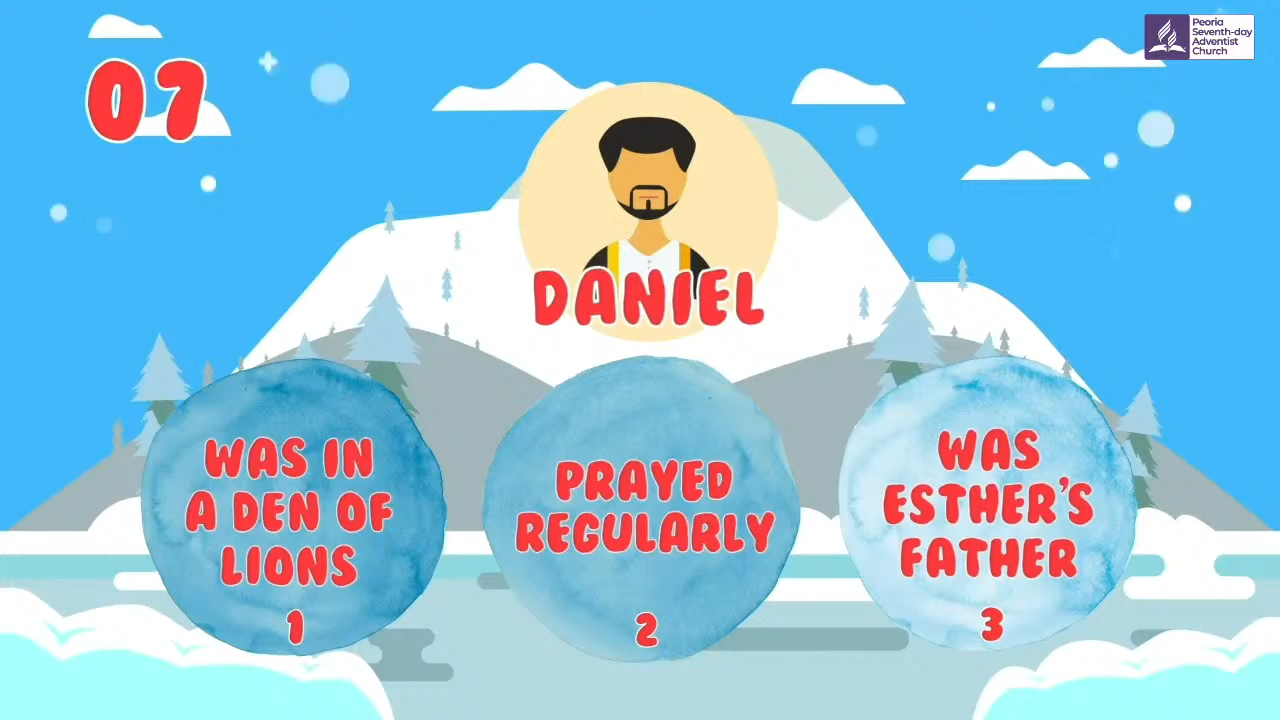 07
Peoria
Seventh-day
Adventist
Church
DANIEL
WAS IN
A DEN OF
LIONS
1
PRAYED
REGULARLY
2
WAS
ESTHER'S
FATHER
3